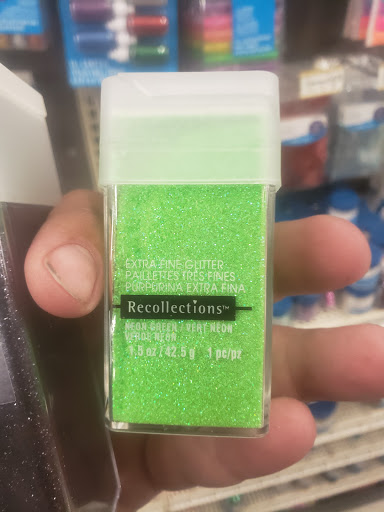 EXTRA FINE GLITTER
PAILLETTES TRÈS FINES
PURPURINA EXTRA FINA
Recollections™
NEON GREEN / VERT NEON
VERDE NEÓN
1.5 oz / 42.5 g 1 pc/pz